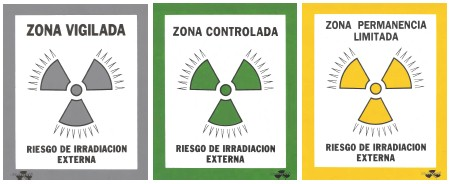 ZONA VIGILADA
RIESGO DE IRRADIACION
EXTERNA
ZONA CONTROLADA
RIESGO DE IRRADIACION
EXTERNA
ZONA PERMANENCIA
LIMITADA
RIESGO DE IRRADIACION
EXTERNA